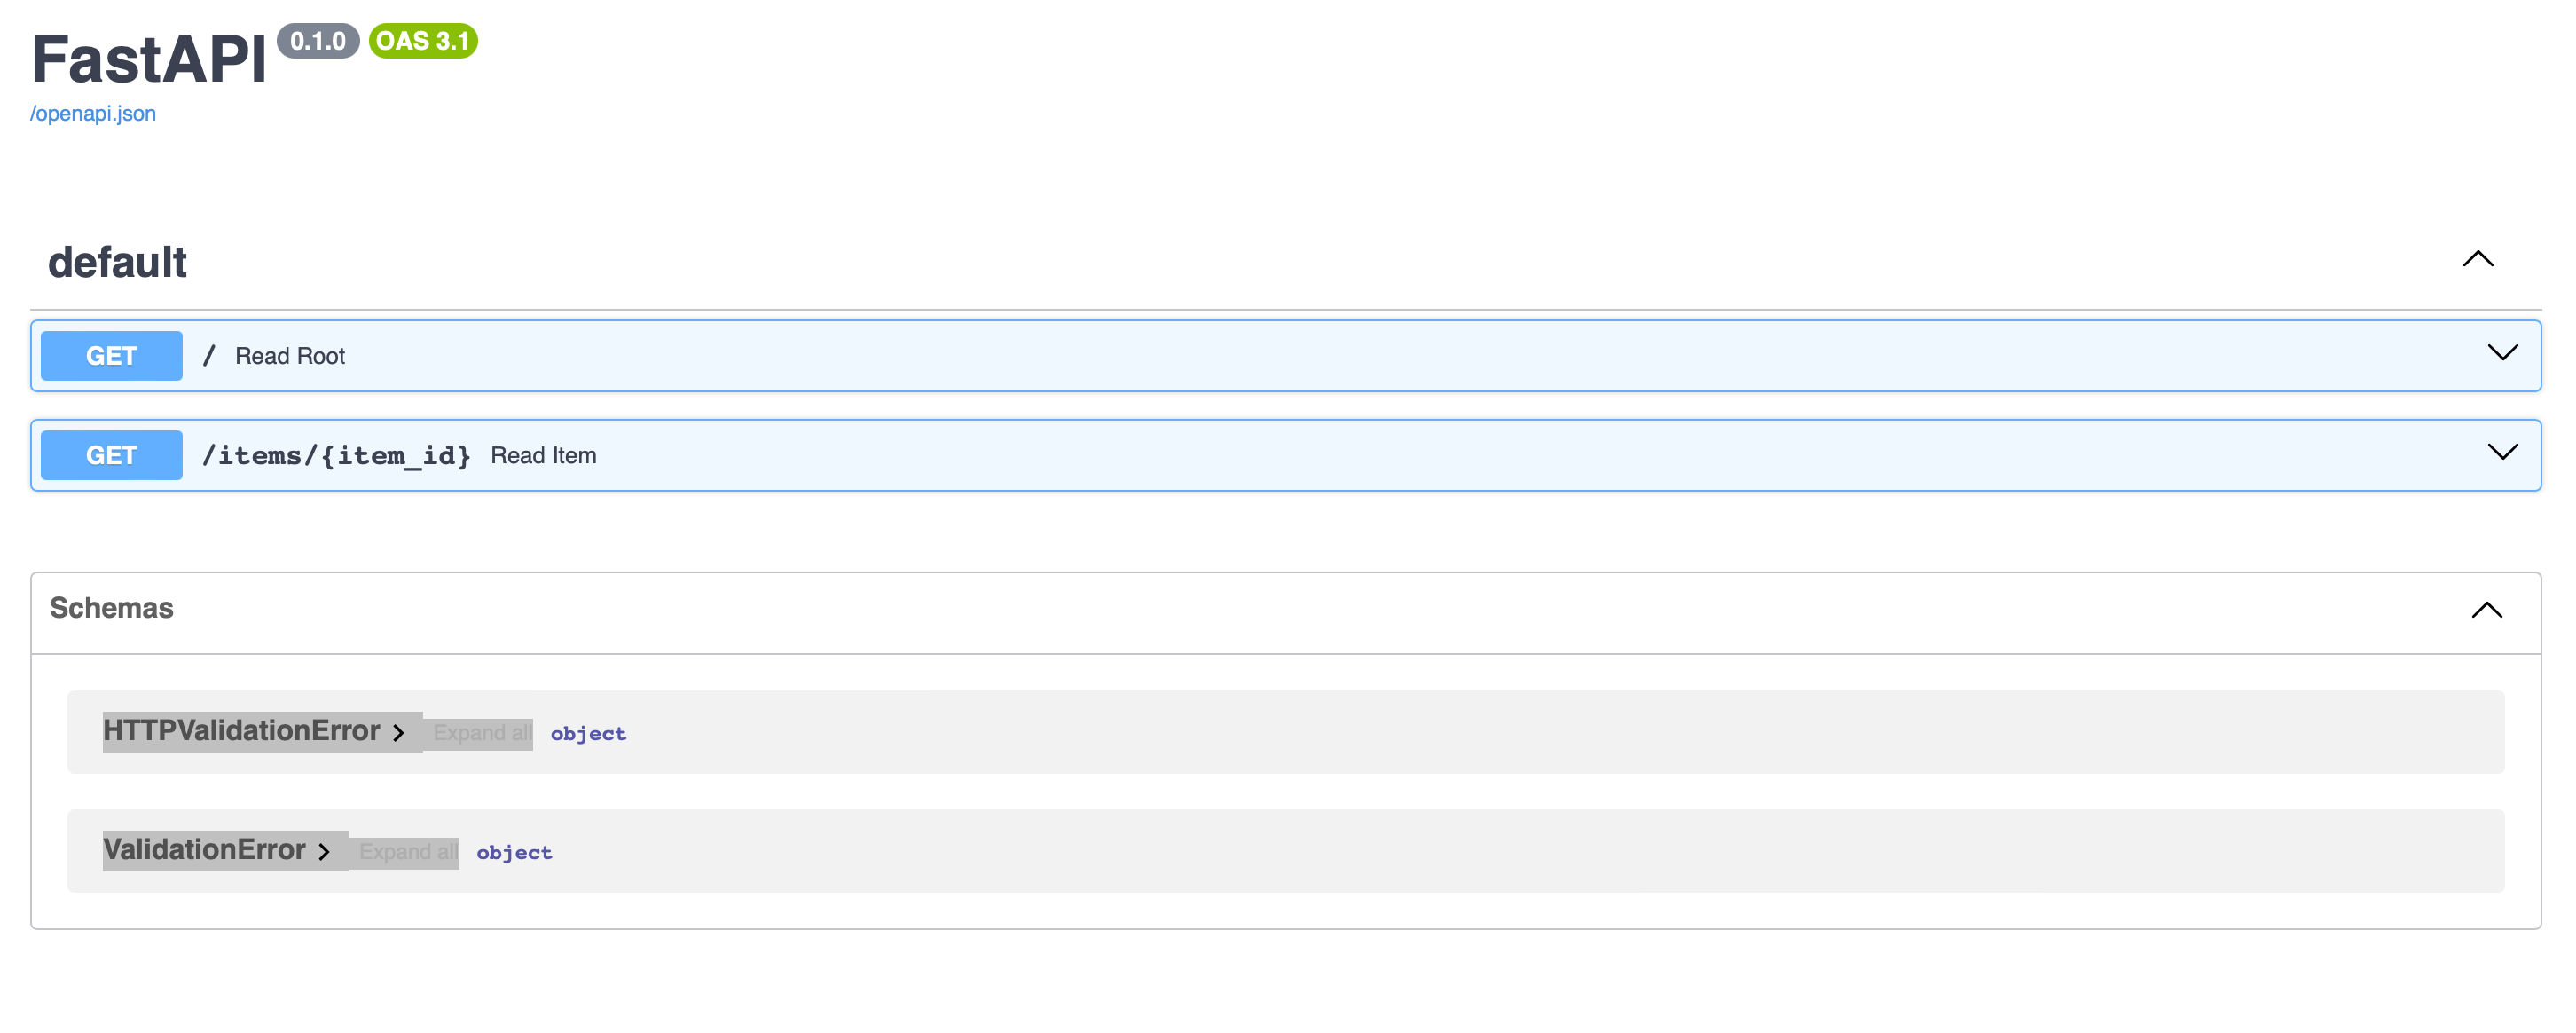 FastAPI 0.1.0 OAS 3.1
/openapi.json
default
GET / Read Root
GET /items/{item_id} Read Item
Schemas
HTTPValidationError Expand all object
ValidationError Expand all object